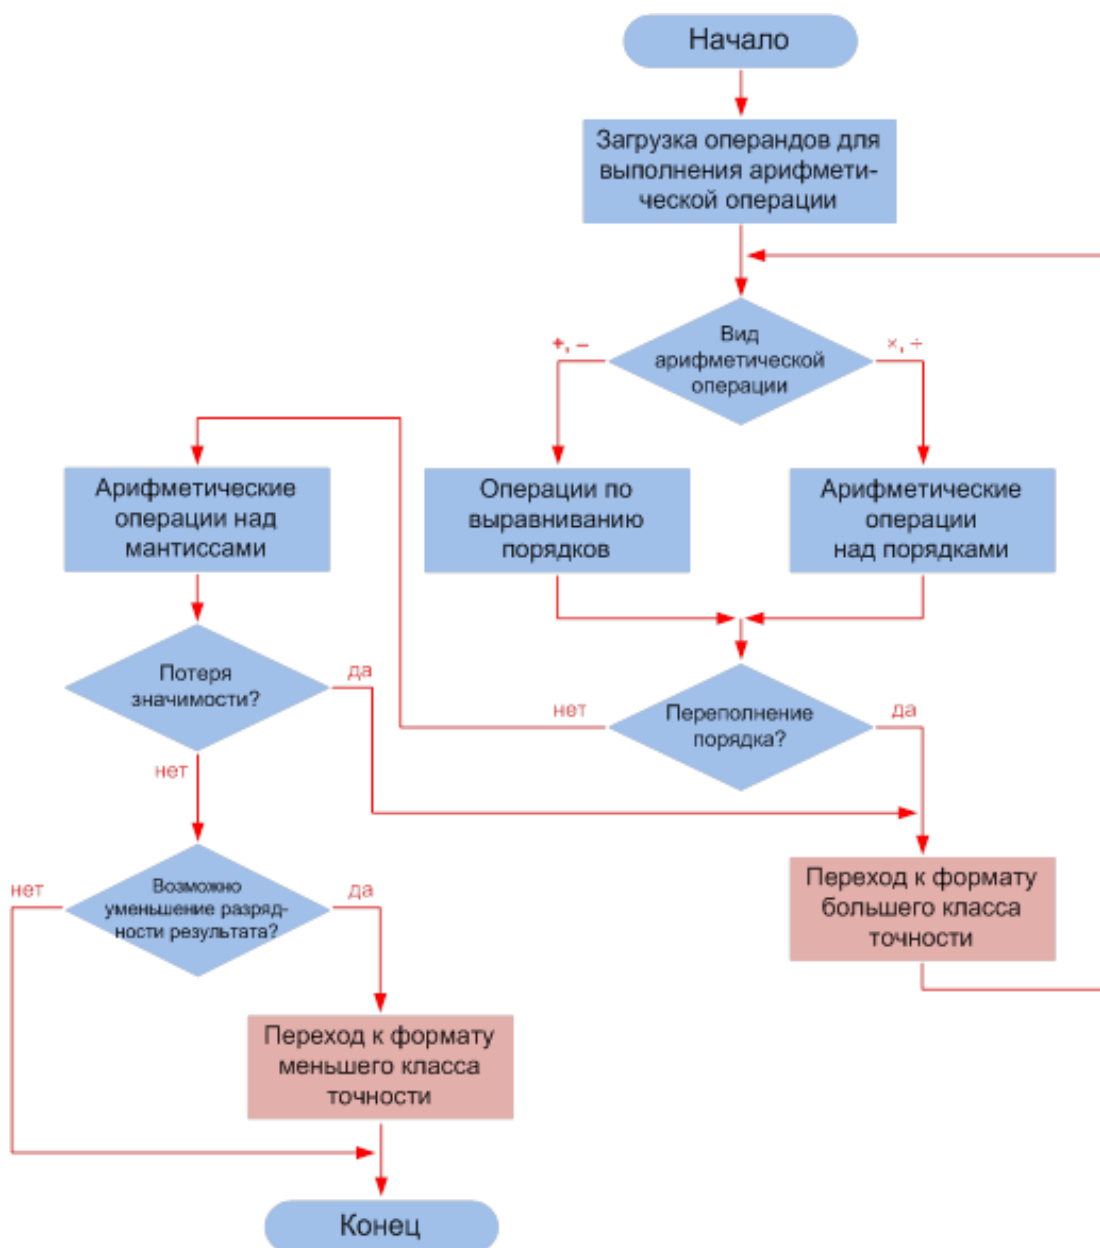 Начало
Загрузка операндов для
выполнения арифмети-
ческой операции
Вид
арифметической
операции
+, –
×, ÷
Операции по
выравниванию
порядков
Арифметические
операции
над порядками
Переполнение
порядка?
нет
да
Арифметические
операции над
мантиссами
Потеря
значимости?
да
нет
Переход к формату
большего класса
точности
Возможно
уменьшение разряд-
ности результата?
нет
да
Переход к формату
меньшего класса
точности
Конец